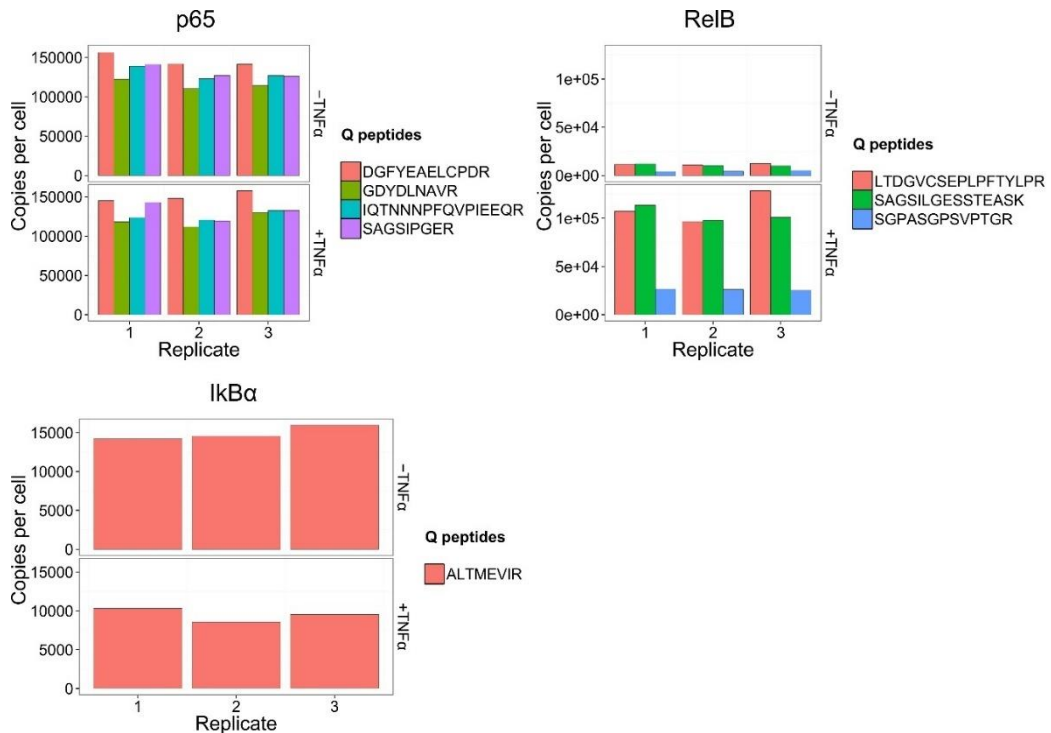 p65
Copies per cell
150000
100000
50000
0
−TNFα
150000
100000
50000
0
+TNFα
1 2 3
Replicate
Q peptides
DGFYEAELCPDR
GDYDLNAVR
IQTNNNPFQVPIEEQR
SAGSIPGER
RelB
Copies per cell
1e+05
5e+04
0e+00
−TNFα
1e+05
5e+04
0e+00
+TNFα
1 2 3
Replicate
Q peptides
LTDGVCSEPLPFTYLPR
SAGSILGESSTEASK
SGPASGPSVPTGR
IkBα
Copies per cell
15000
10000
5000
0
−TNFα
15000
10000
5000
0
+TNFα
1 2 3
Replicate
Q peptides
ALTMEVIR